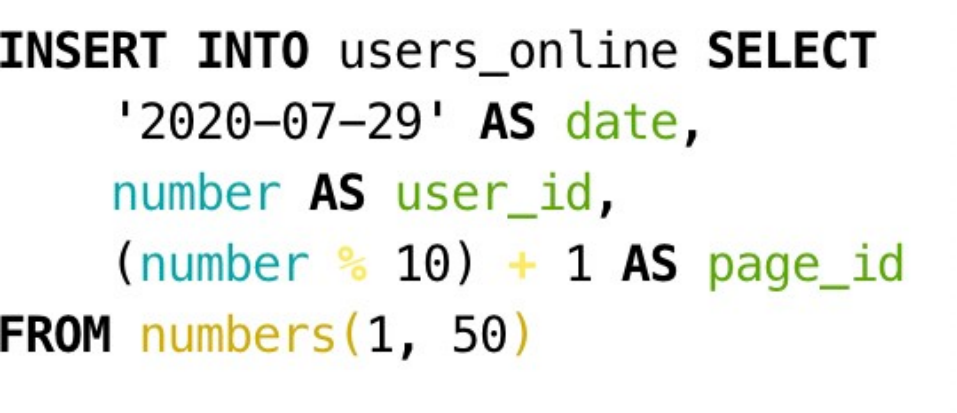 INSERT INTO users_online SELECT
'2020-07-29' AS date,
number AS user_id,
(number % 10) + 1 AS page_id
FROM numbers(1, 50)